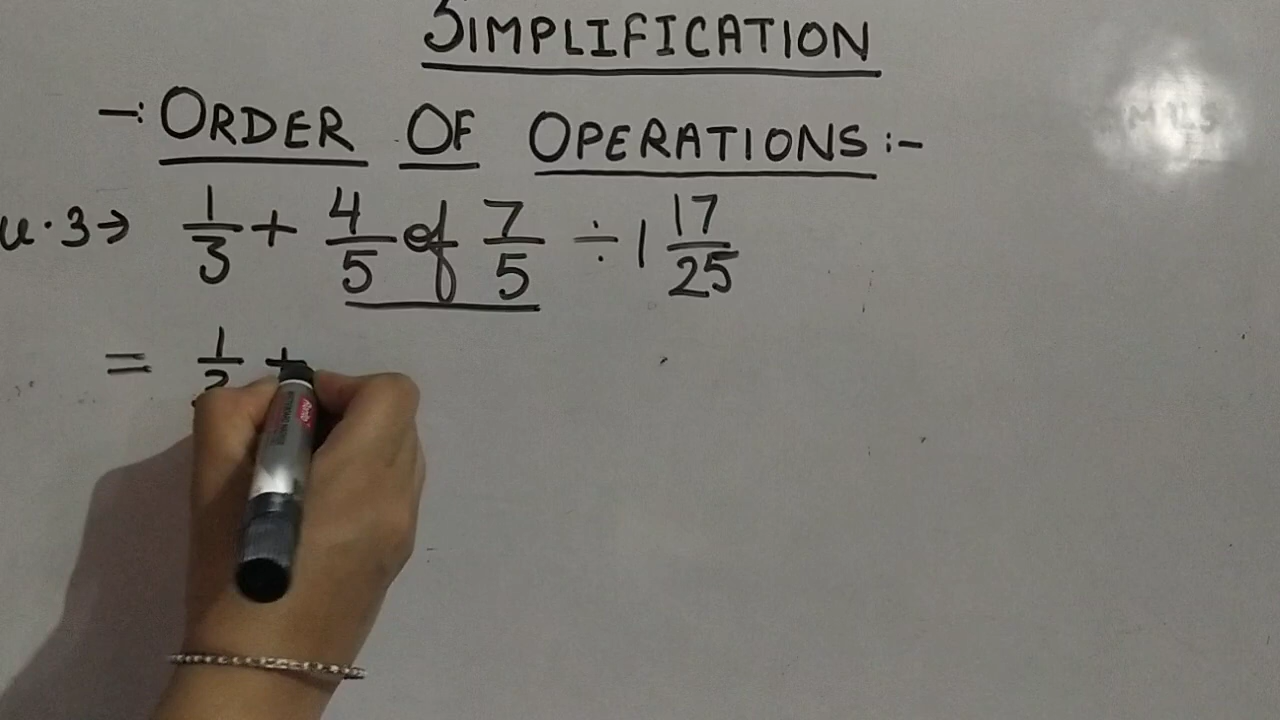 SIMPLIFICATION
-: ORDER OF OPERATIONS :-
3→ 1/3 + 4/5 of 7/5 ÷ 1 17/25
= 1/3 +